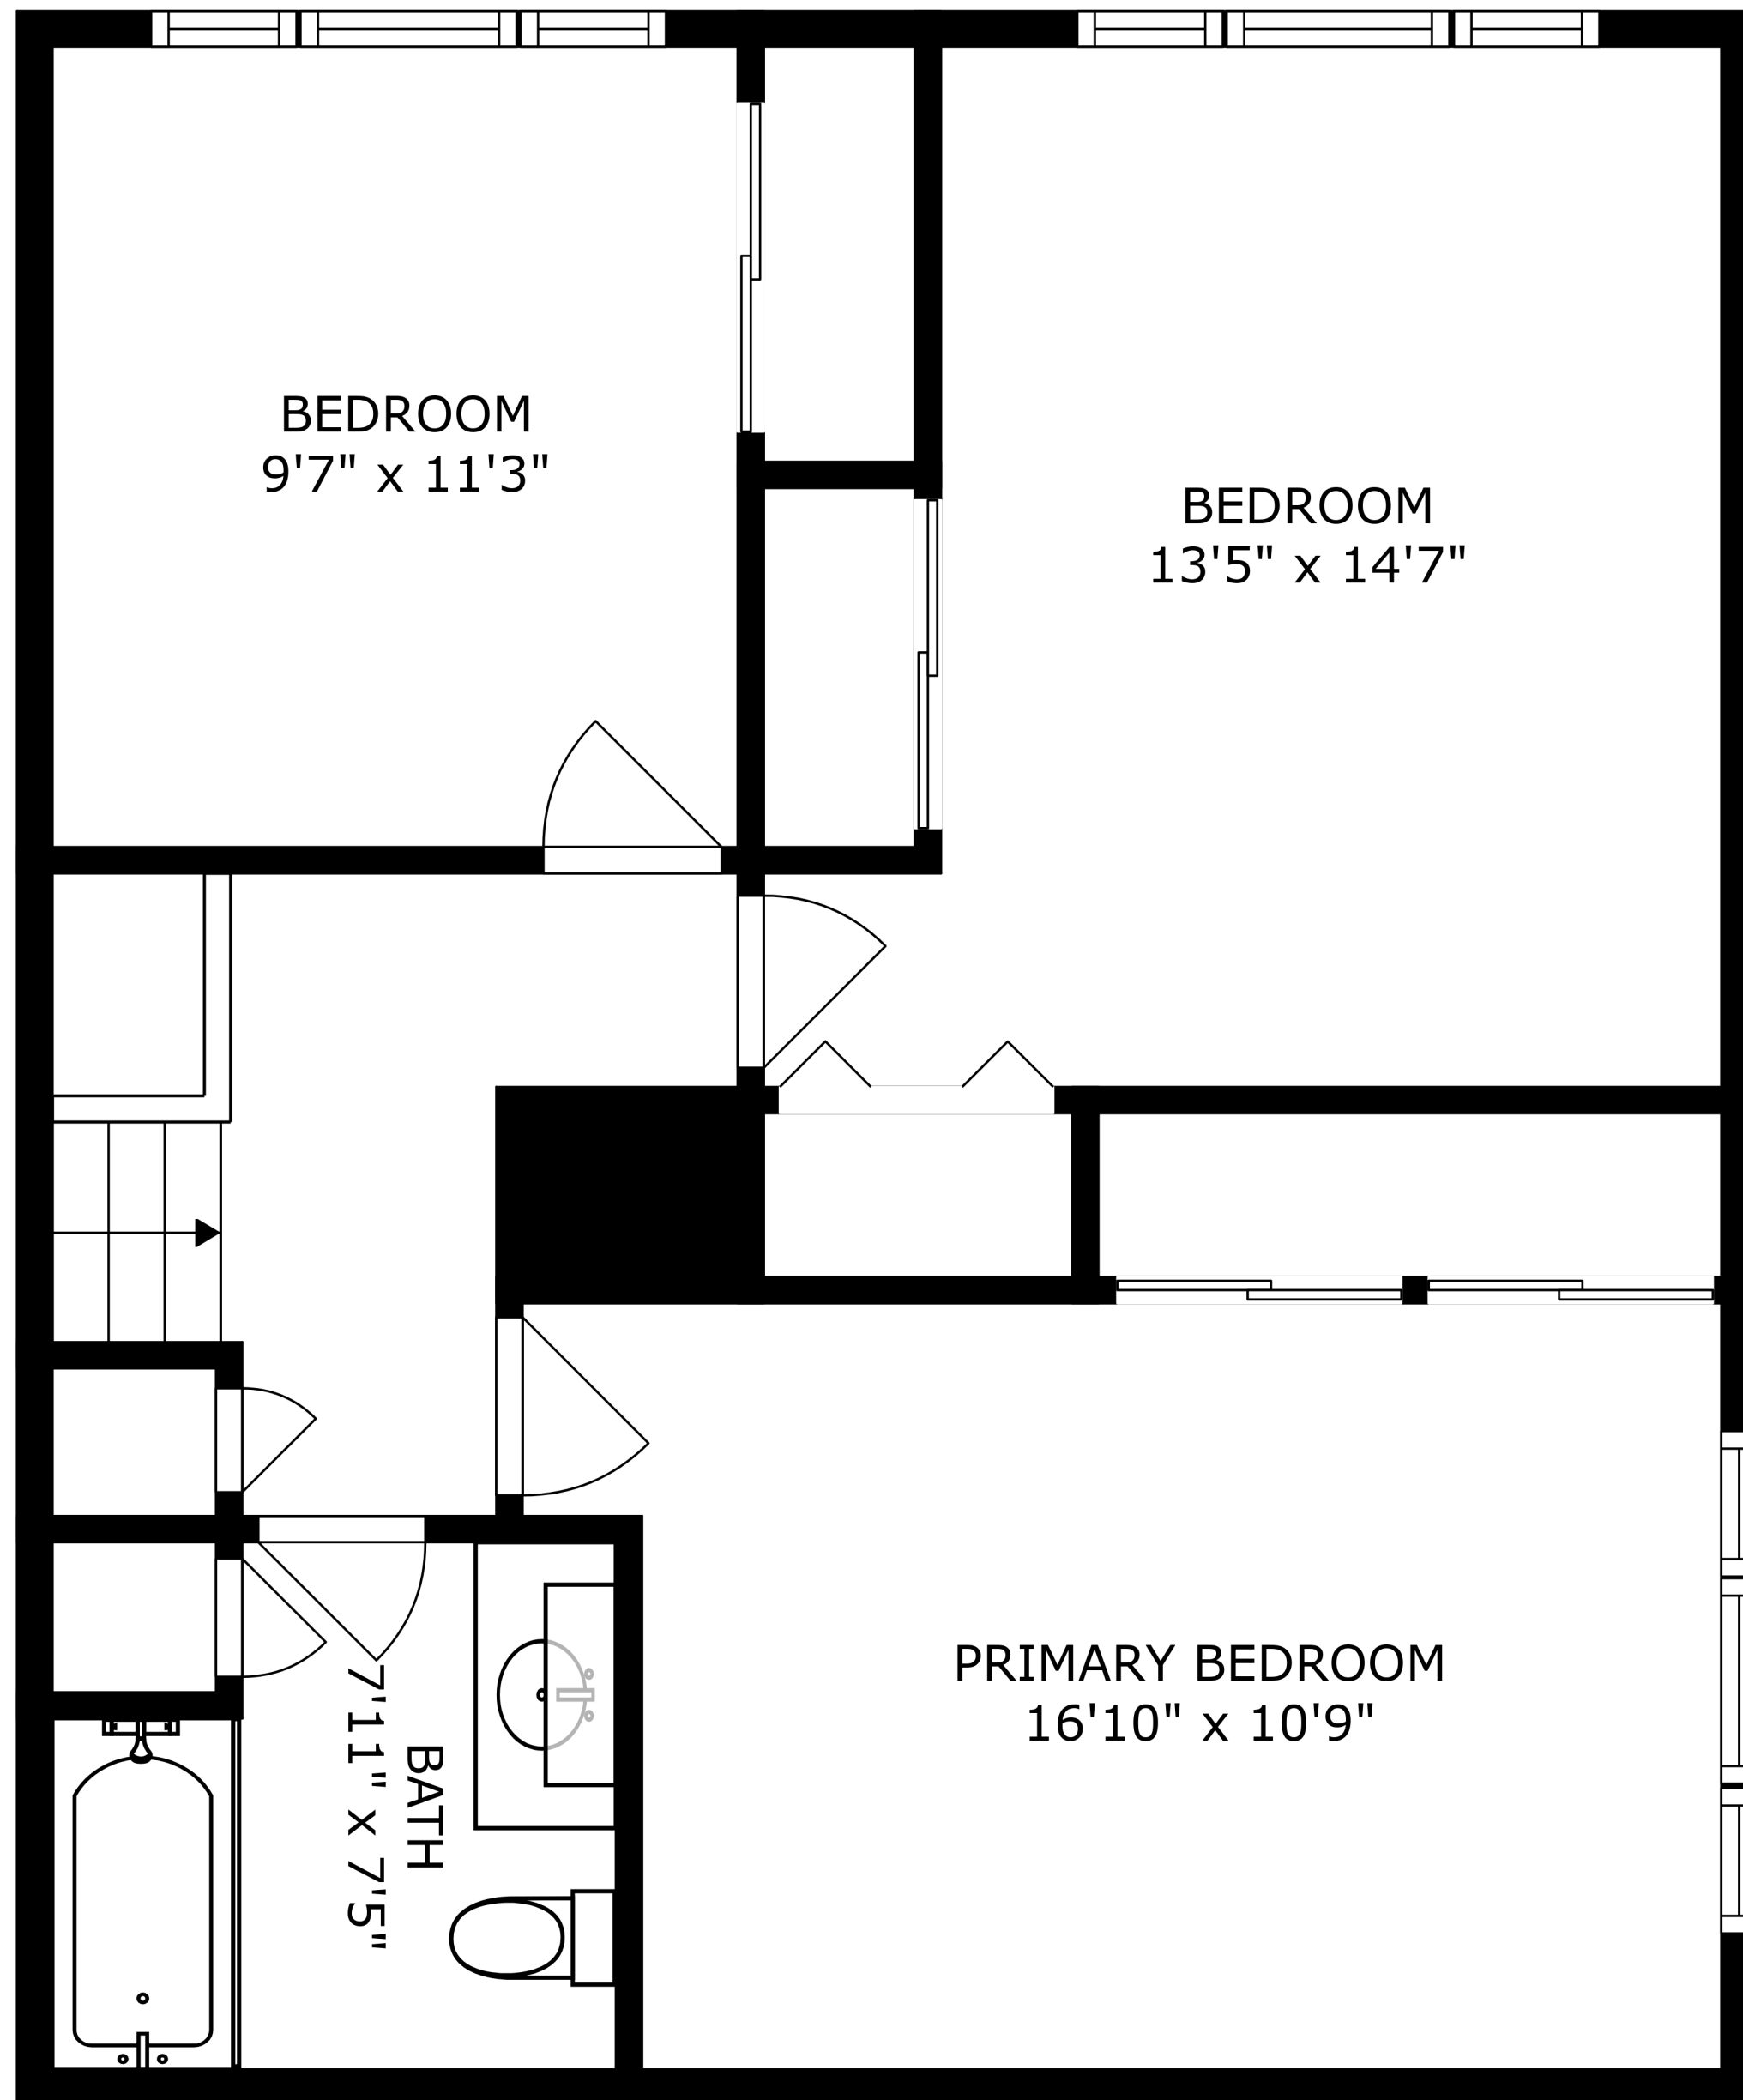 BEDROOM
9'7" x 11'3"
BEDROOM
13'5" x 14'7"
PRIMARY BEDROOM
16'10" x 10'9"
BATH
7'11" x 7'5"